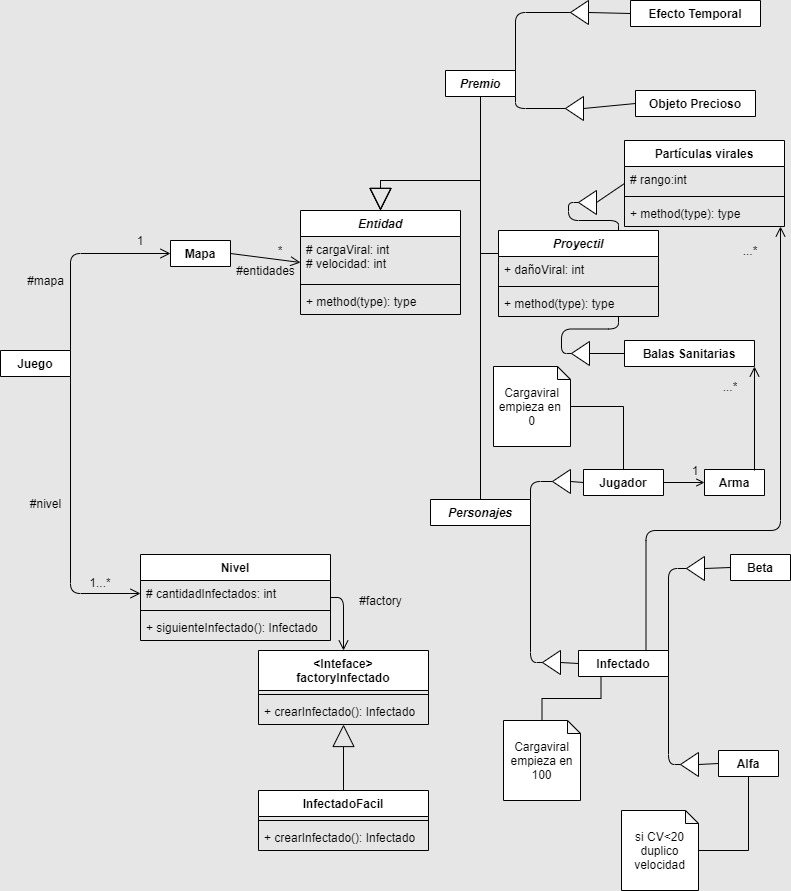 Efecto Temporal
Premio
Objeto Precioso
Partículas virales
# rango:int
+ method(type): type
Entidad
# cargaViral: int
# velocidad: int
+ method(type): type
1
Mapa
*
#entidades
#mapa
Proyectil
+ dañoViral: int
+ method(type): type
...*
Juego
Balas Sanitarias
...*
Cargaviral
empieza en
0
Jugador
1
Arma
Personajes
#nivel
Nivel
# cantidadInfectados: int
+ siguienteInfectado(): Infectado
1...*
#factory
Beta
<Inteface>
factoryInfectado
+ crearInfectado(): Infectado
Infectado
Cargaviral
empieza en
100
Alfa
InfectadoFacil
+ crearInfectado(): Infectado
si CV<20
duplico
velocidad